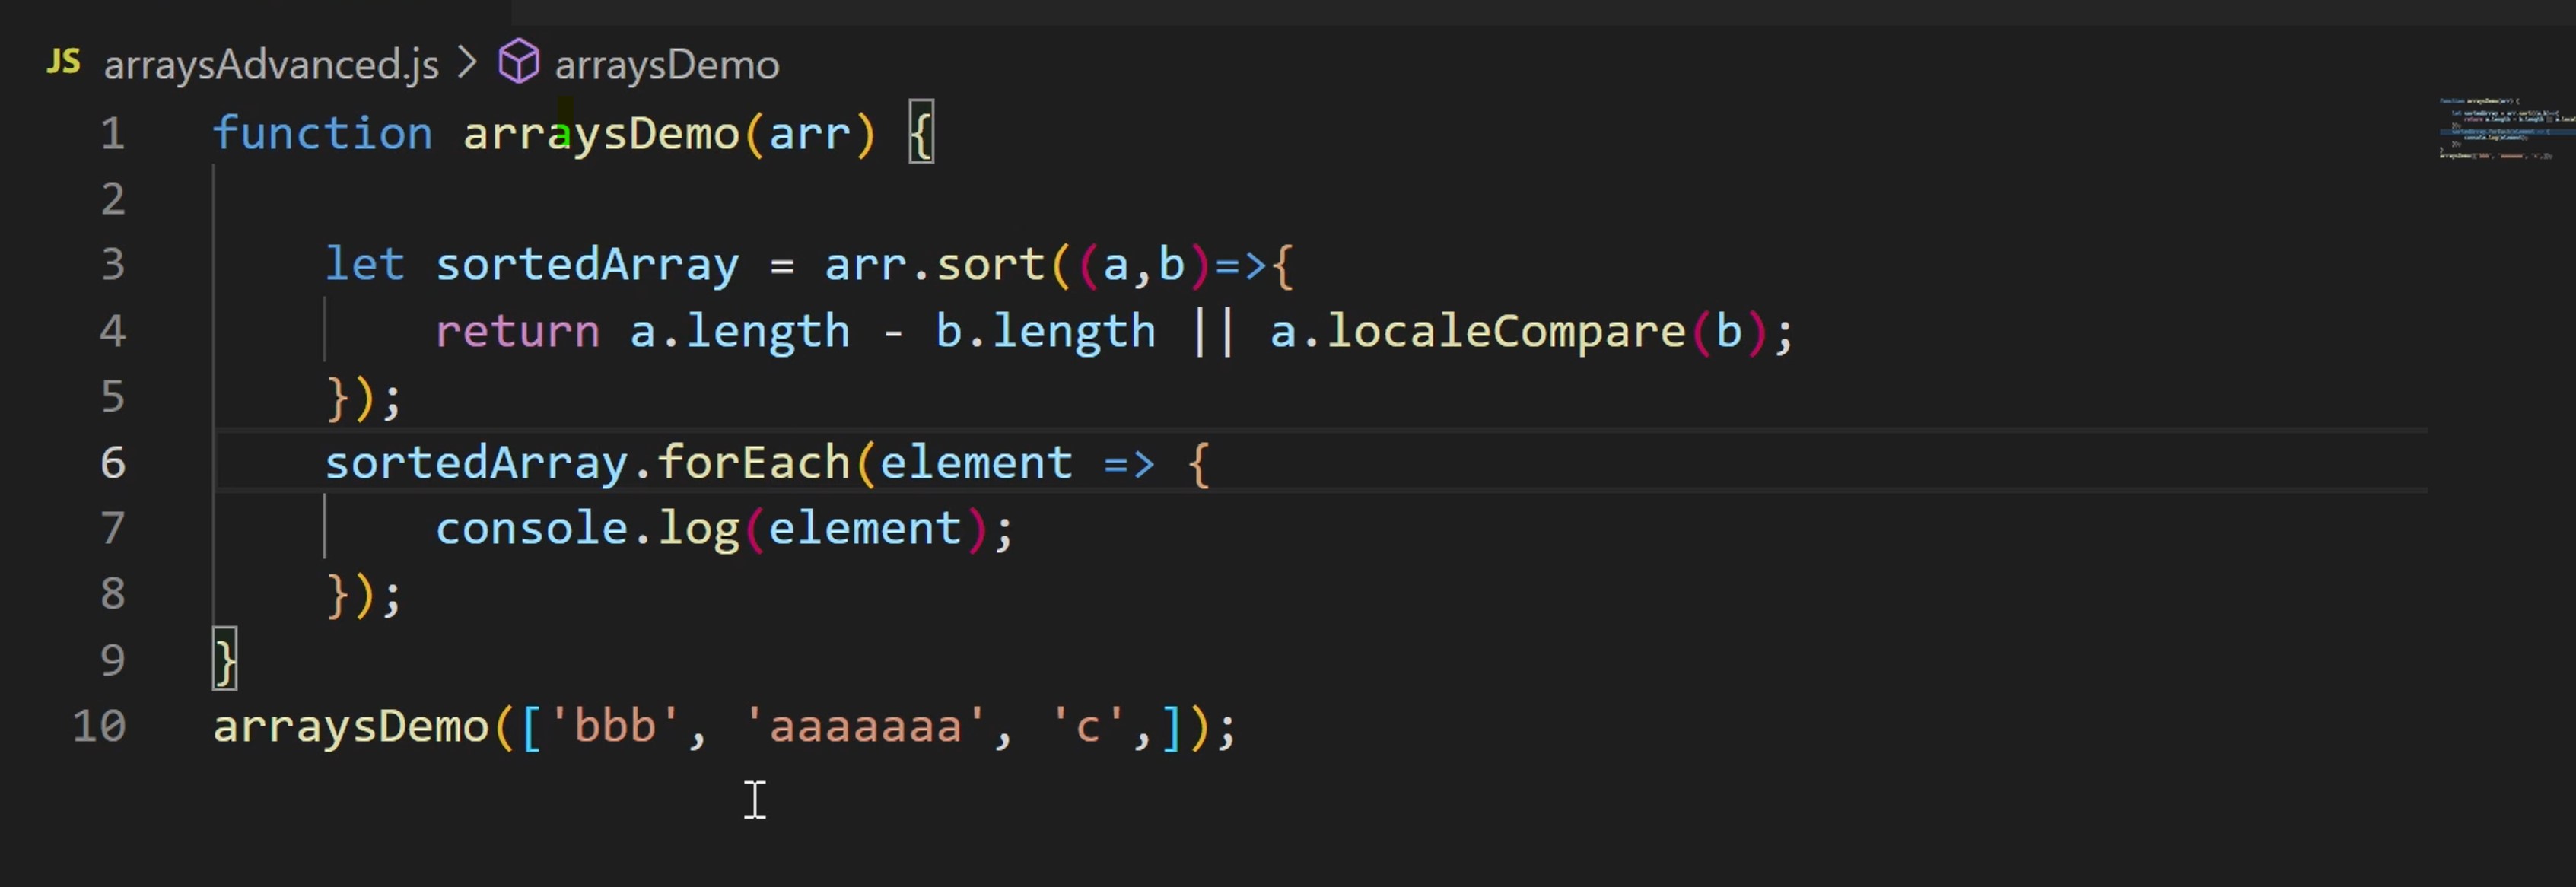 JS arraysAdvanced.js > arraysDemo
1 function arraysDemo(arr) {
2
3 let sortedArray = arr.sort((a,b)=>{
4 return a.length - b.length || a.localeCompare(b);
5 });
6 sortedArray.forEach(element => {
7 console.log(element);
8 });
9 }
10 arraysDemo(['bbb', 'aaaaaaa', 'c',]);